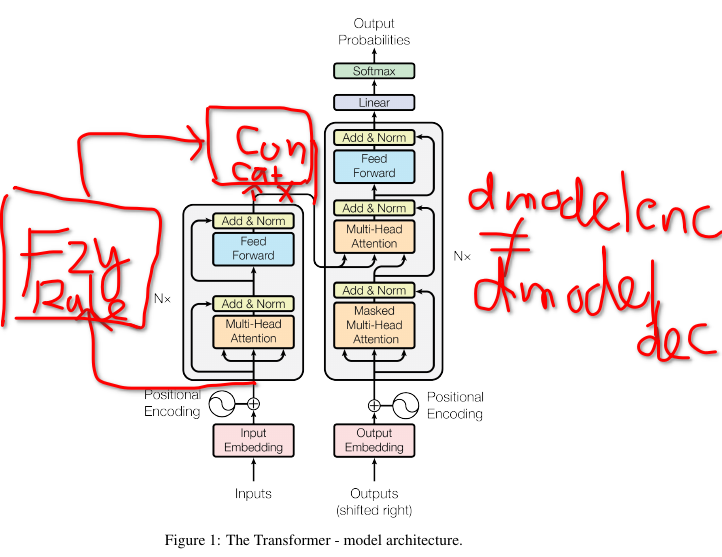 Output
Probabilities
Softmax
Linear
Add & Norm
Feed
Forward
Add & Norm
Multi-Head
Attention
Add & Norm
Masked
Multi-Head
Attention
Nx
Positional
Encoding
Output
Embedding
Outputs
(shifted right)
Con
cat
Add & Norm
Feed
Forward
Add & Norm
Multi-Head
Attention
Nx
Positional
Encoding
Input
Embedding
Inputs
Fzy
Rule
dmodel enc
≠
dmodel
dec
Figure 1: The Transformer - model architecture.